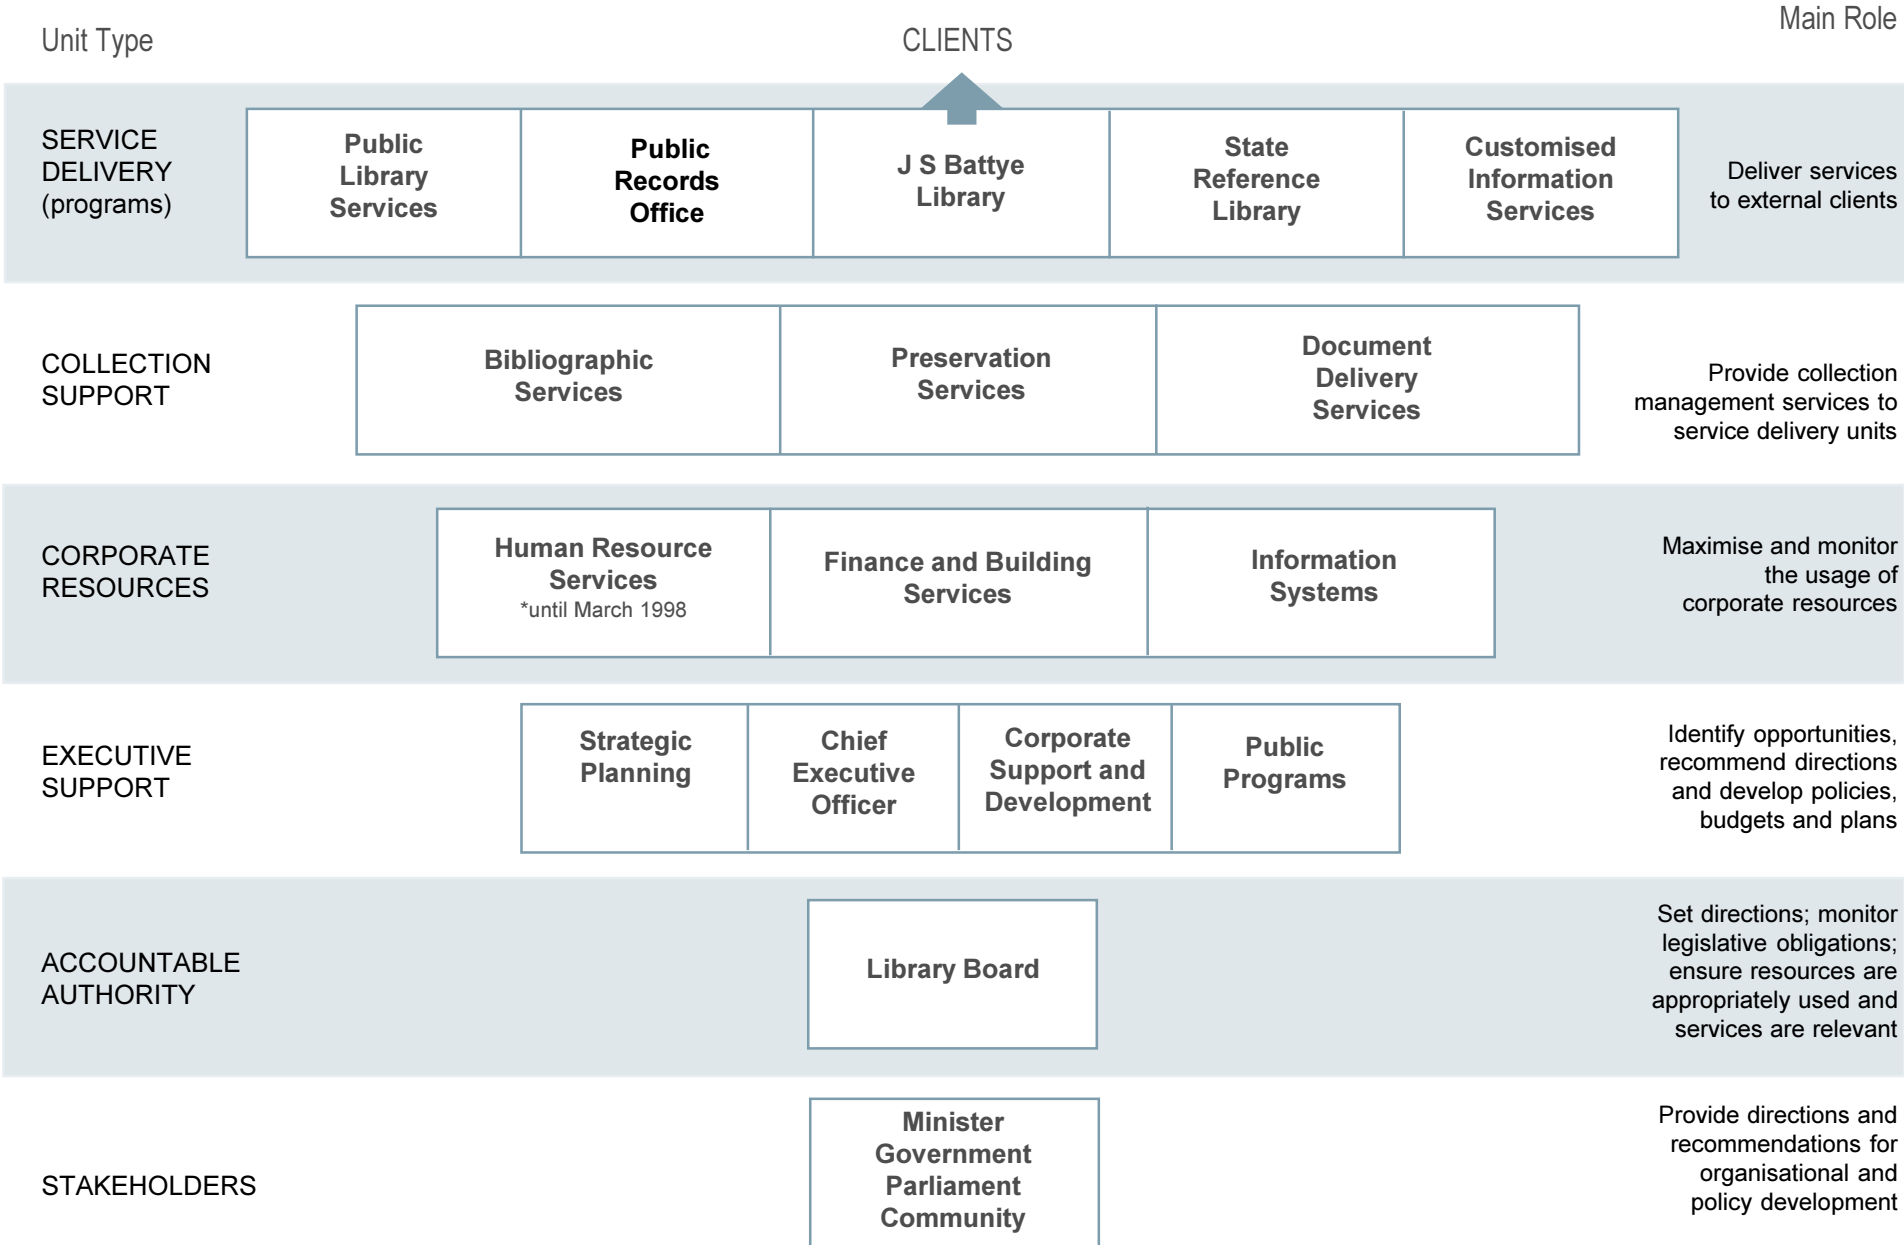 Unit Type
CLIENTS
Main Role
SERVICE
DELIVERY
(programs)
Public
Library
Services
Public
Records
Office
J S Battye
Library
State
Reference
Library
Customised
Information
Services
Deliver services
to external clients
COLLECTION
SUPPORT
Bibliographic
Services
Preservation
Services
Document
Delivery
Services
Provide collection
management services to
service delivery units
CORPORATE
RESOURCES
Human Resource
Services
*until March 1998
Finance and Building
Services
Information
Systems
Maximise and monitor
the usage of
corporate resources
EXECUTIVE
SUPPORT
Strategic
Planning
Chief
Executive
Officer
Corporate
Support and
Development
Public
Programs
Identify opportunities,
recommend directions
and develop policies,
budgets and plans
ACCOUNTABLE
AUTHORITY
Library Board
Set directions; monitor
legislative obligations;
ensure resources are
appropriately used and
services are relevant
STAKEHOLDERS
Minister
Government
Parliament
Community
Provide directions and
recommendations for
organisational and
policy development